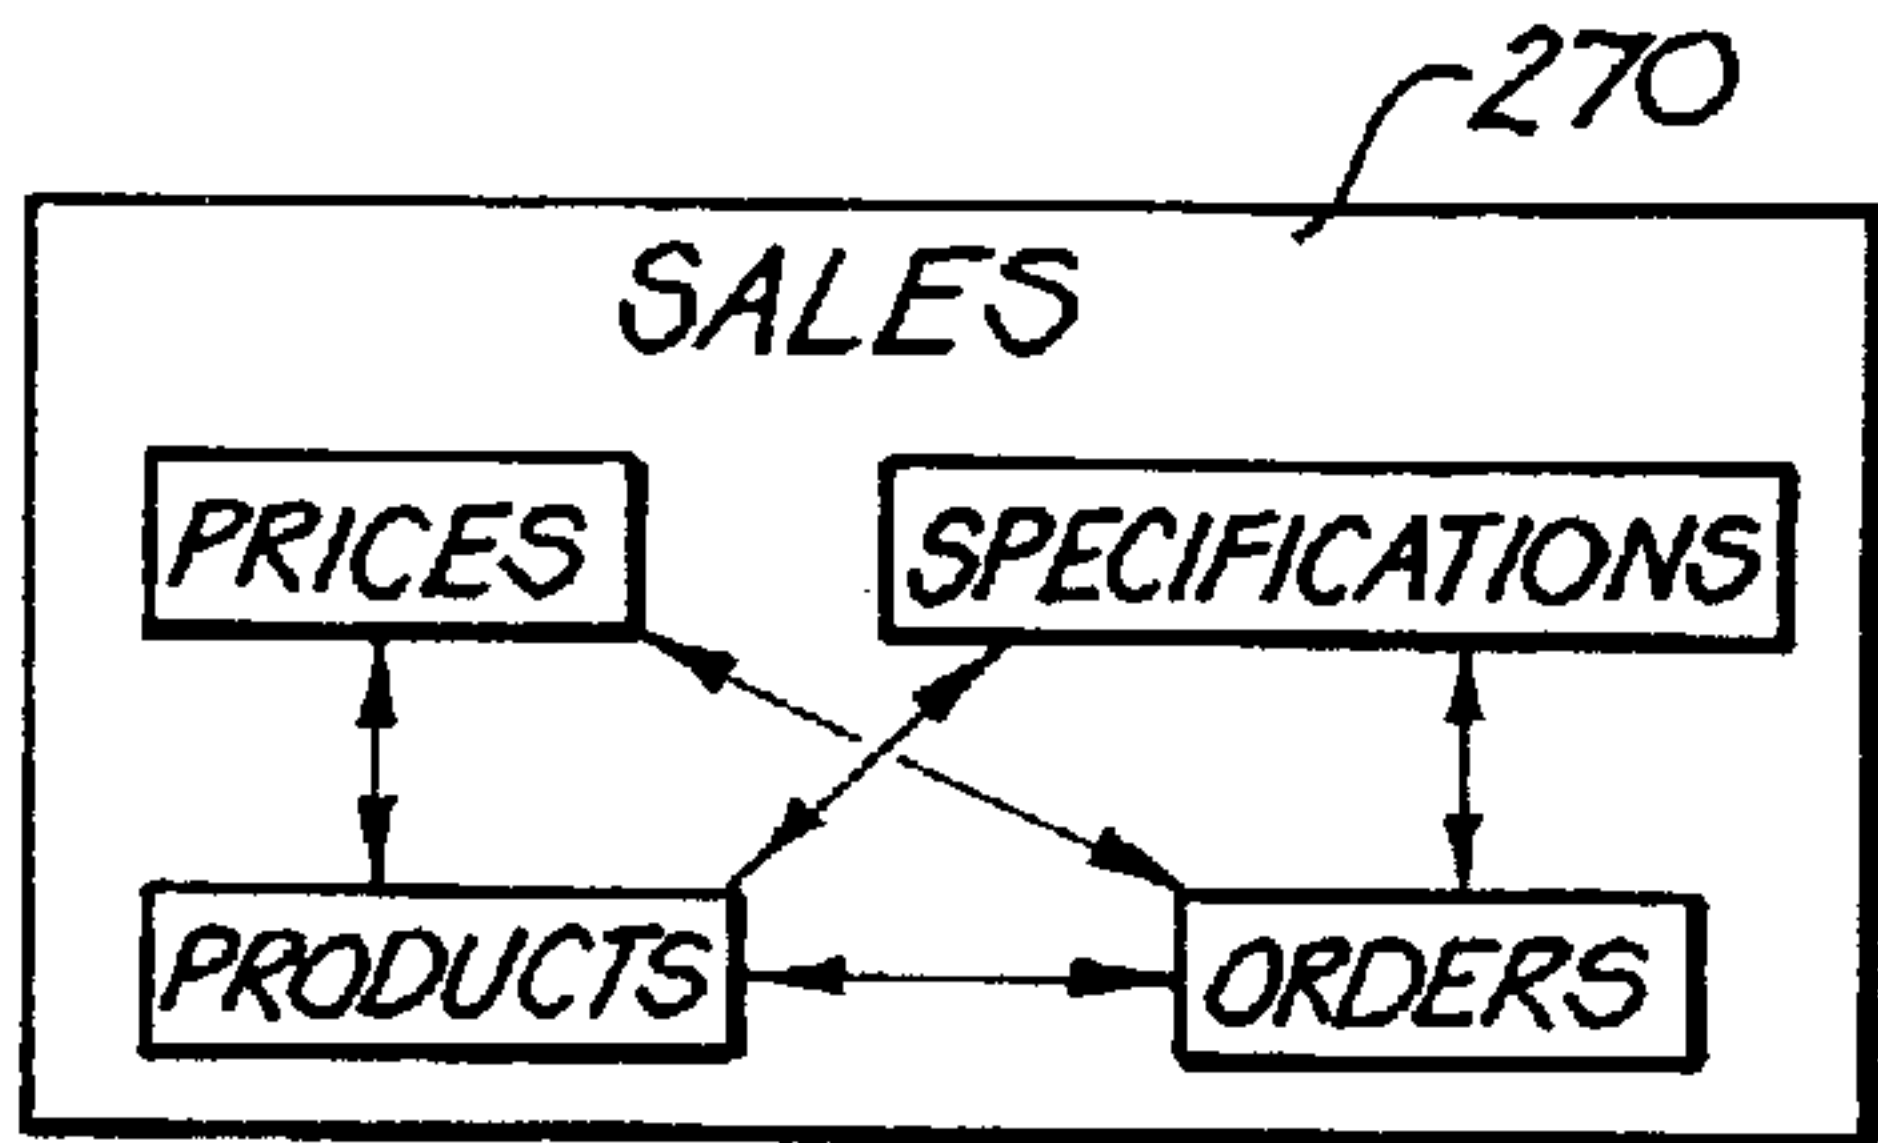 270
SALES
PRICES
SPECIFICATIONS
PRODUCTS
ORDERS